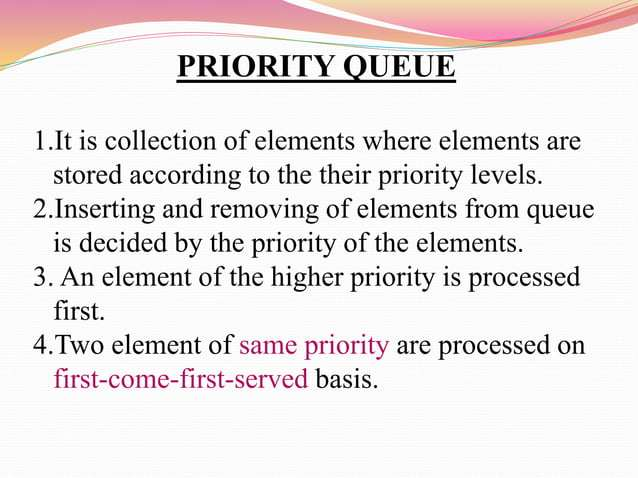 PRIORITY QUEUE
1.It is collection of elements where elements are
stored according to the their priority levels.
2.Inserting and removing of elements from queue
is decided by the priority of the elements.
3. An element of the higher priority is processed
first.
4.Two element of same priority are processed on
first-come-first-served basis.